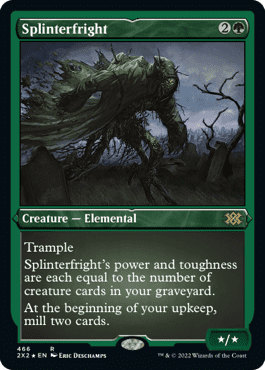 Splinterfright 2
Creature — Elemental
Trample
Splinterfright's power and toughness
are each equal to the number of
creature cards in your graveyard.
At the beginning of your upkeep,
mill two cards.
466 R
2X2 ★ EN Eric Deschamps
™ & © 2022 Wizards of the Coast
*/*